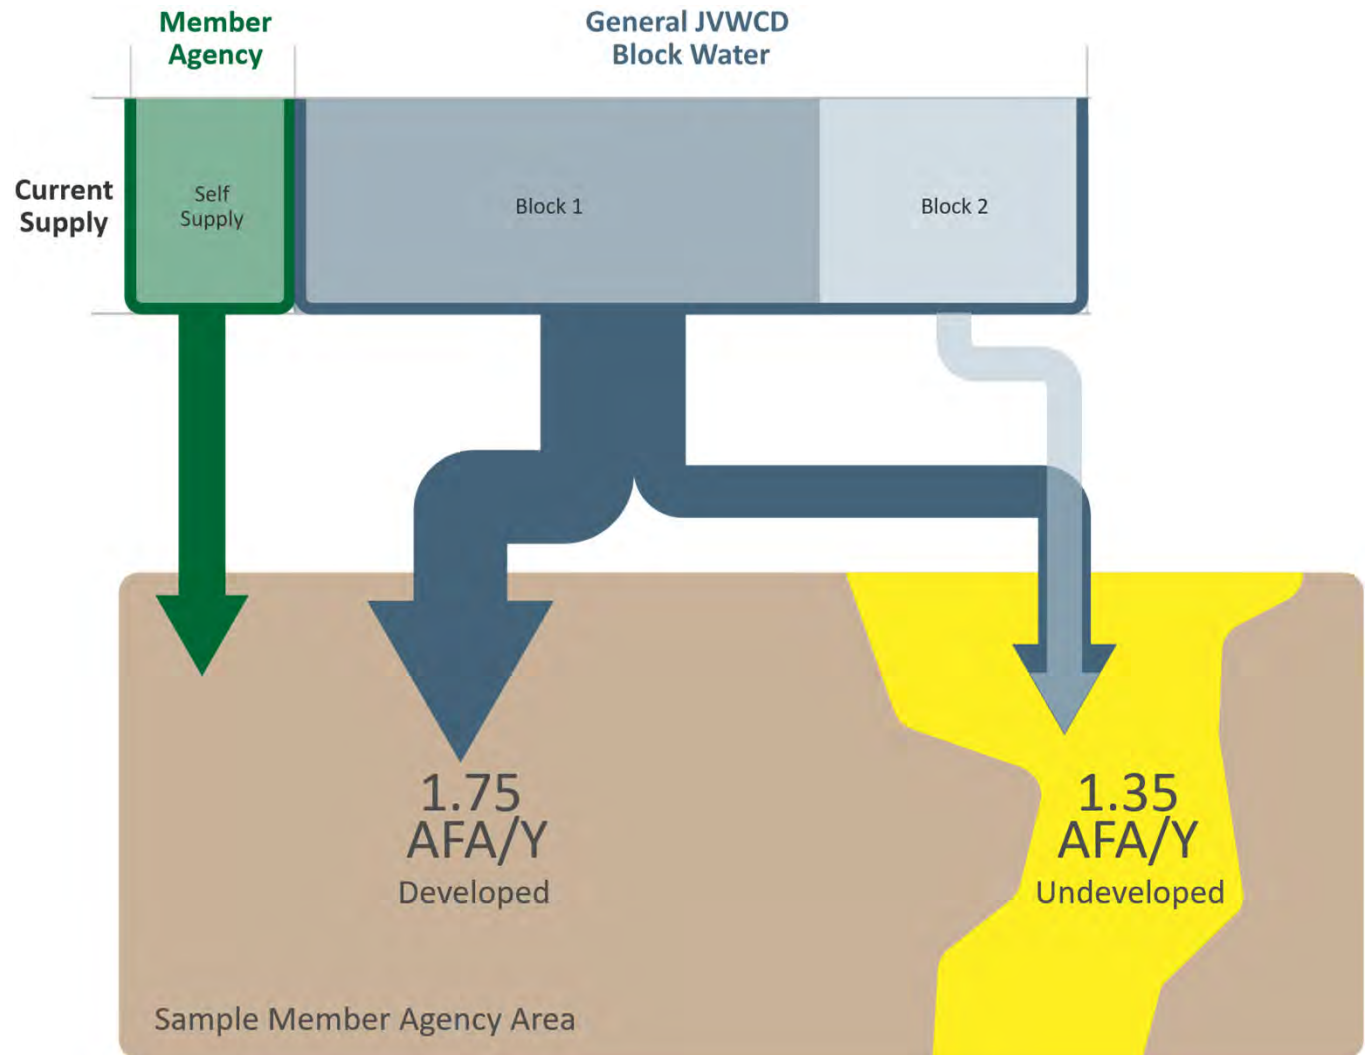 Member
Agency
General JVWCD
Block Water
Current
Supply
Self
Supply
Block 1
Block 2
1.75
AFA/Y
Developed
1.35
AFA/Y
Undeveloped
Sample Member Agency Area